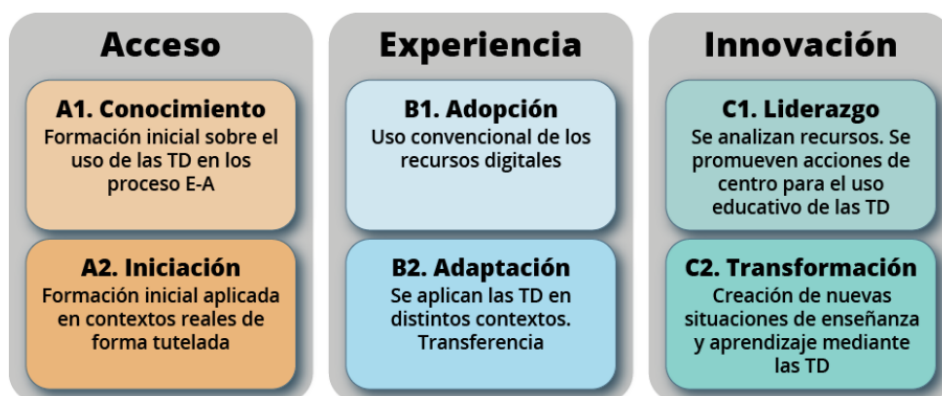 Acceso
A1. Conocimiento
Formación inicial sobre el
uso de las TD en los
proceso E-A
A2. Iniciación
Formación inicial aplicada
en contextos reales de
forma tutelada
Experiencia
B1. Adopción
Uso convencional de los
recursos digitales
B2. Adaptación
Se aplican las TD en
distintos contextos.
Transferencia
Innovación
C1. Liderazgo
Se analizan recursos. Se
promueven acciones de
centro para el uso
educativo de las TD
C2. Transformación
Creación de nuevas
situaciones de enseñanza
y aprendizaje mediante
las TD